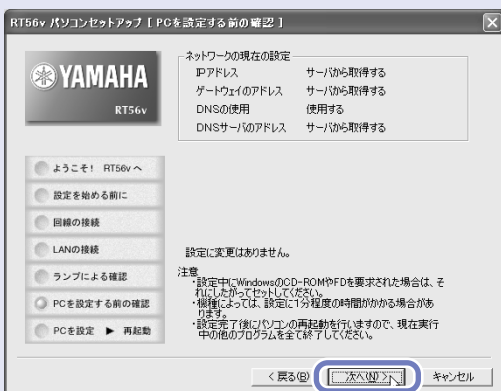 RT56v パソコンセットアップ [ PCを設定する前の確認 ]
YAMAHA
RT56v
ようこそ! RT56v へ
設定を始める前に
回線の接続
LANの接続
ランプによる確認
PCを設定する前の確認
PCを設定 ▶ 再起動
ネットワークの現在の設定
IPアドレス サーバから取得する
ゲートウェイのアドレス サーバから取得する
DNSの使用 使用する
DNSサーバのアドレス サーバから取得する
設定に変更はありません。
注意
・設定中にWindowsのCD-ROMやFDを要求された場合は、そ
れにしたがってセットしてください。
・機種によっては、設定に1分程度の時間がかかる場合があ
ります。
・設定完了後にパソコンの再起動を行いますので、現在実行
中の他のプログラムを全て終了してください。
< 戻る(B)
次へ(N) >
キャンセル